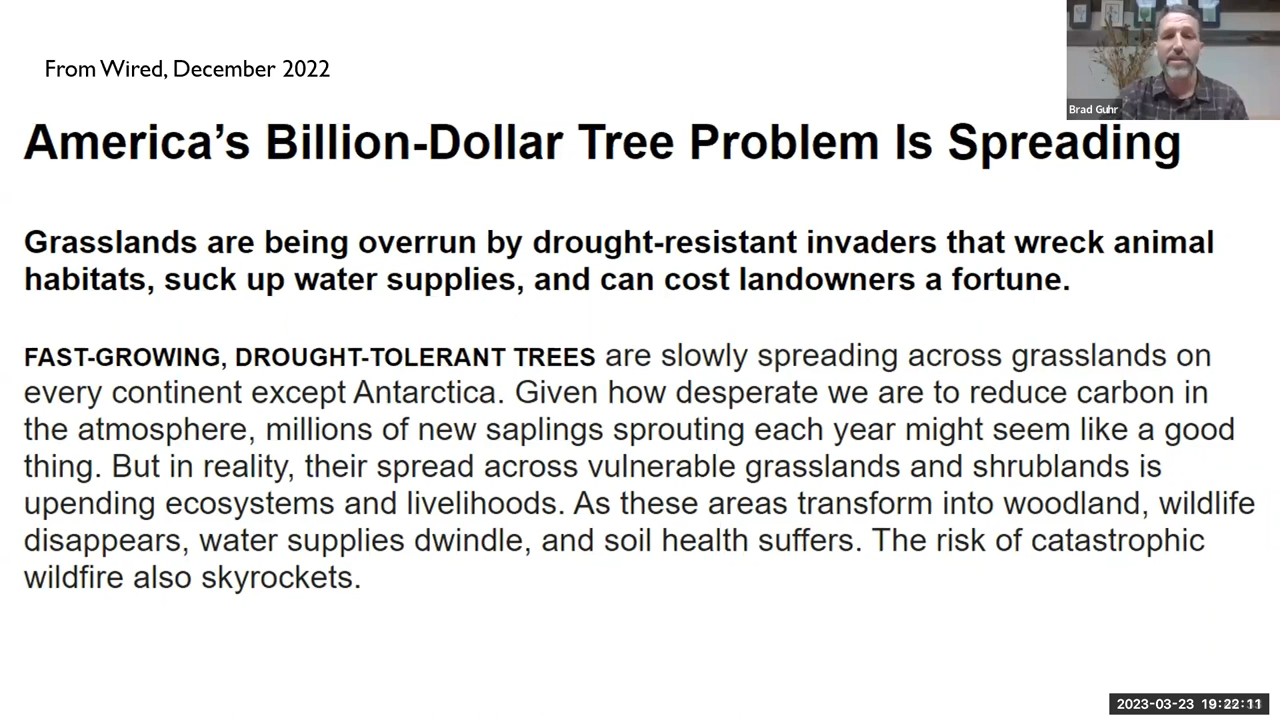 From Wired, December 2022
Brad Guhr
America's Billion-Dollar Tree Problem Is Spreading
Grasslands are being overrun by drought-resistant invaders that wreck animal
habitats, suck up water supplies, and can cost landowners a fortune.
FAST-GROWING, DROUGHT-TOLERANT TREES are slowly spreading across grasslands on
every continent except Antarctica. Given how desperate we are to reduce carbon in
the atmosphere, millions of new saplings sprouting each year might seem like a good
thing. But in reality, their spread across vulnerable grasslands and shrublands is
upending ecosystems and livelihoods. As these areas transform into woodland, wildlife
disappears, water supplies dwindle, and soil health suffers. The risk of catastrophic
wildfire also skyrockets.
2023-03-23 19:22:11